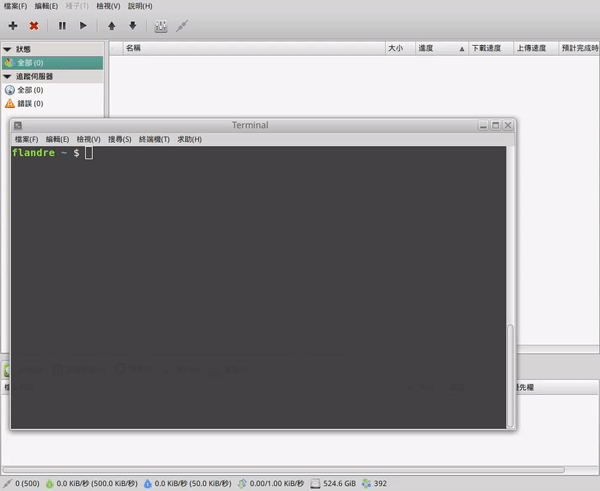 檔案(F) 編輯(E) 種子(T) 檢視(V) 說明(H)
狀態 名稱 大小 進度 下載速度 上傳速度 預計完成時
全部 (0)
追蹤伺服器
全部 (0)
錯誤 (0)
Terminal
檔案(F) 編輯(E) 檢視(V) 搜尋(S) 終端機(T) 求助(H)
flandre ~ $
先權
0 (500) 0.0 KiB/秒 (500.0 KiB/秒) 0.0 KiB/秒 (50.0 KiB/秒) 0.00/1.00 KiB/秒 524.6 GiB 392